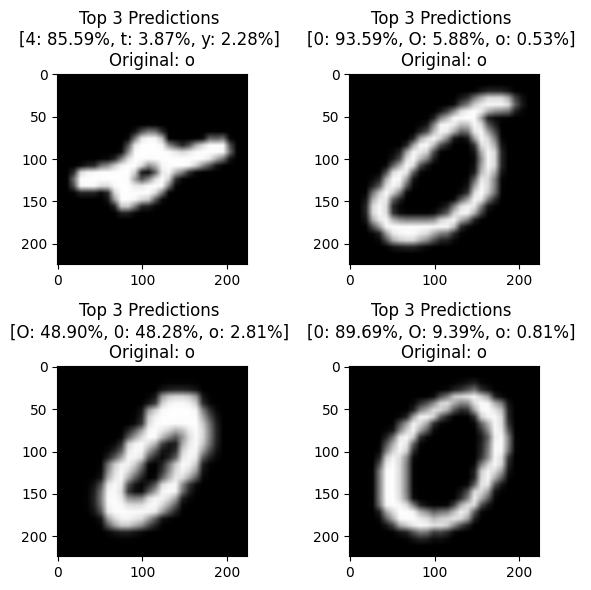 Top 3 Predictions
[4: 85.59%, t: 3.87%, y: 2.28%]
Original: o
0
50
100
150
200
0
100
200
Top 3 Predictions
[0: 93.59%, O: 5.88%, o: 0.53%]
Original: o
0
50
100
150
200
0
100
200
Top 3 Predictions
[O: 48.90%, 0: 48.28%, o: 2.81%]
Original: o
0
50
100
150
200
0
100
200
Top 3 Predictions
[0: 89.69%, O: 9.39%, o: 0.81%]
Original: o
0
50
100
150
200
0
100
200